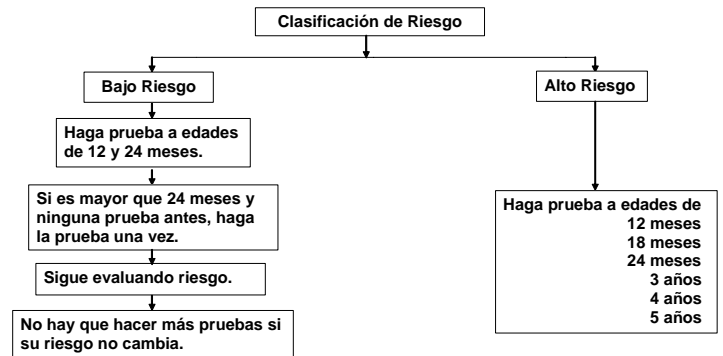 Clasificación de Riesgo
Bajo Riesgo
Haga prueba a edades
de 12 y 24 meses.
Si es mayor que 24 meses y
ninguna prueba antes, haga
la prueba una vez.
Sigue evaluando riesgo.
No hay que hacer más pruebas si
su riesgo no cambia.
Alto Riesgo
Haga prueba a edades de
12 meses
18 meses
24 meses
3 años
4 años
5 años